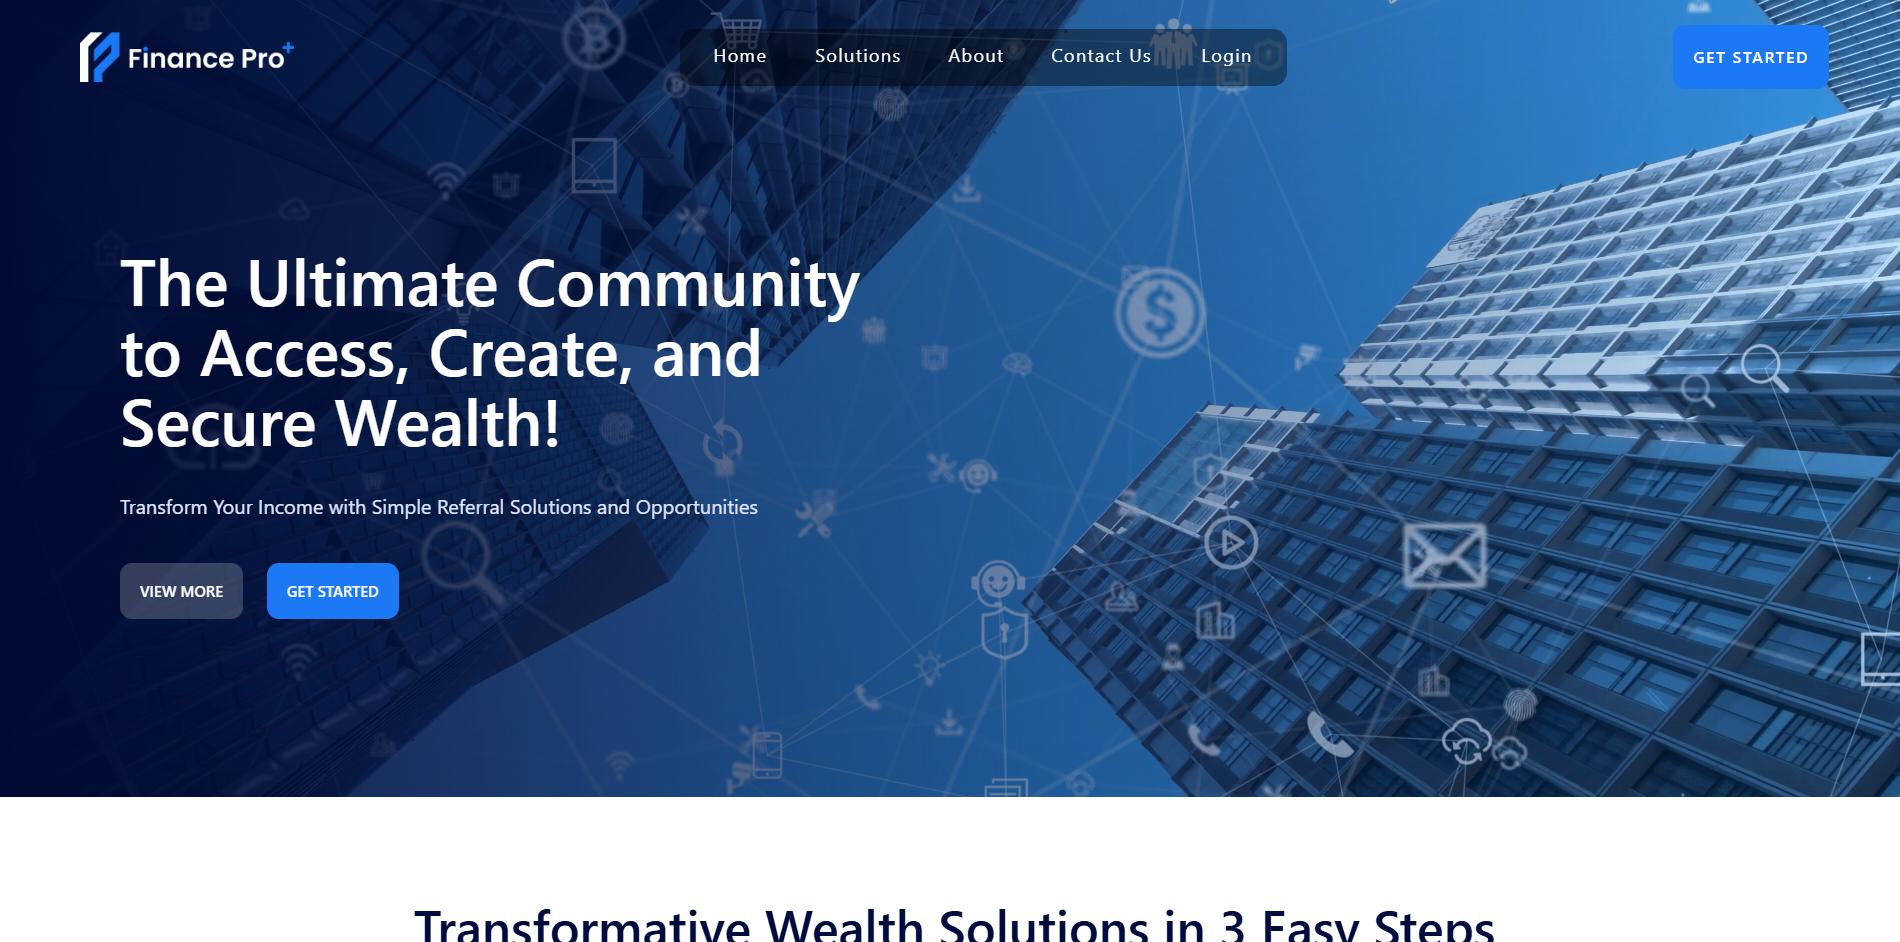 Finance Pro+
Home
Solutions
About
Contact Us
Login
GET STARTED
The Ultimate Community
to Access, Create, and
Secure Wealth!
Transform Your Income with Simple Referral Solutions and Opportunities
VIEW MORE
GET STARTED
Transformative Wealth Solutions in 3 Easy Steps